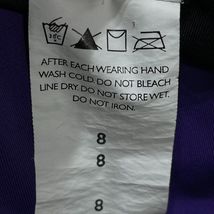 AFTER EACH WEARING HAND
WASH COLD. DO NOT BLEACH
LINE DRY. DO NOT STORE WET.
DO NOT IRON.
8
8
8